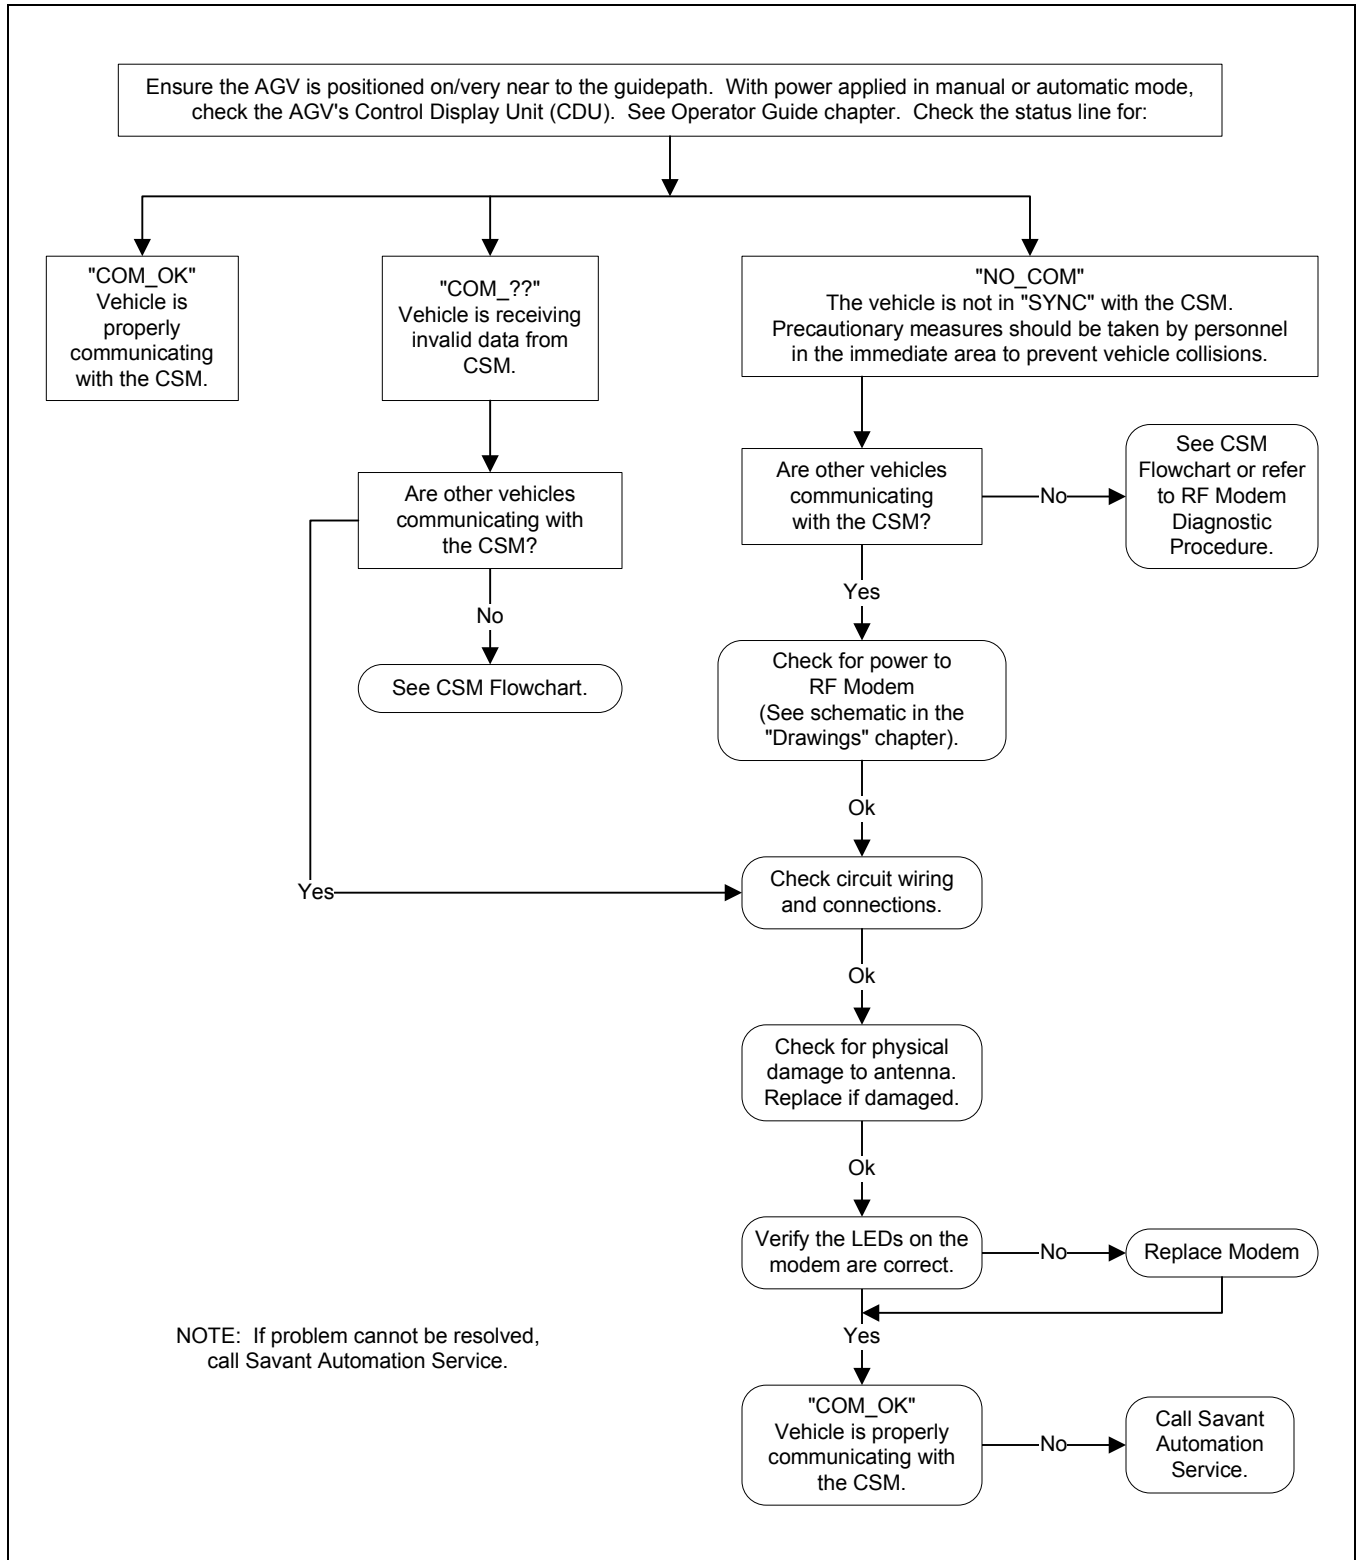 Ensure the AGV is positioned on/very near to the guidepath.  With power applied in manual or automatic mode,
check the AGV's Control Display Unit (CDU).  See Operator Guide chapter.  Check the status line for:
"COM_OK"
Vehicle is
properly
communicating
with the CSM.
"COM_??"
Vehicle is receiving
invalid data from
CSM.
"NO_COM"
The vehicle is not in "SYNC" with the CSM.
Precautionary measures should be taken by personnel
in the immediate area to prevent vehicle collisions.
Are other vehicles
communicating with
the CSM?
Are other vehicles
communicating
with the CSM?
No
See CSM
Flowchart or refer
to RF Modem
Diagnostic
Procedure.
No
Yes
See CSM Flowchart.
Check for power to
RF Modem
(See schematic in the
"Drawings" chapter).
Ok
Yes
Check circuit wiring
and connections.
Ok
Check for physical
damage to antenna.
Replace if damaged.
Ok
Verify the LEDs on the
modem are correct.
No
Replace Modem
Yes
NOTE:  If problem cannot be resolved,
call Savant Automation Service.
"COM_OK"
Vehicle is properly
communicating with
the CSM.
No
Call Savant
Automation
Service.